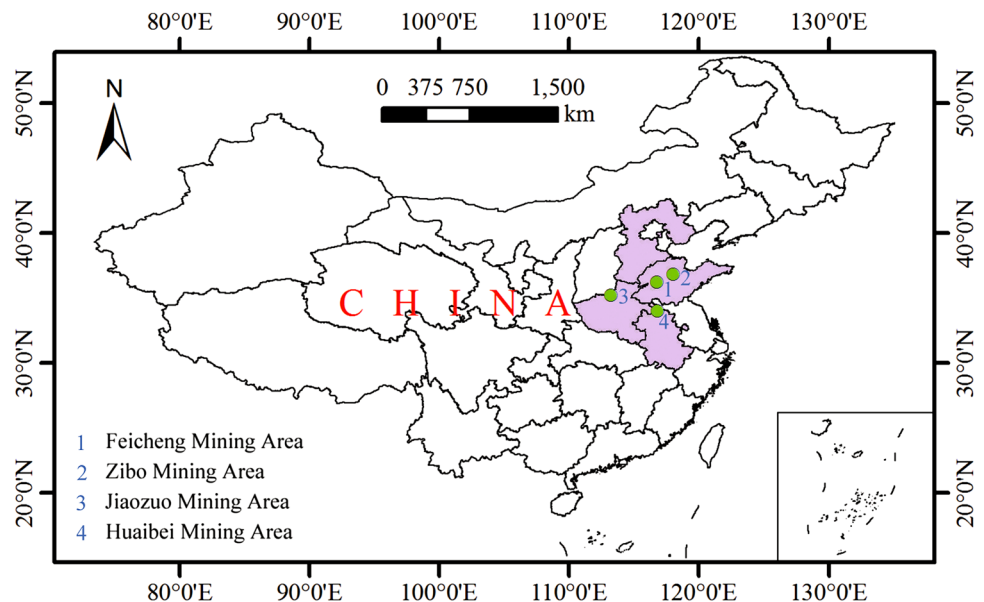 80°0'E 90°0'E 100°0'E 110°0'E 120°0'E 130°0'E
N
0 375 750 1,500
km
50°0'N 50°0'N
40°0'N 40°0'N
2
1
3
C H I N A
4
30°0'N 30°0'N
1 Feicheng Mining Area
2 Zibo Mining Area
3 Jiaozuo Mining Area
4 Huaibei Mining Area
20°0'N 20°0'N
80°0'E 90°0'E 100°0'E 110°0'E 120°0'E 130°0'E